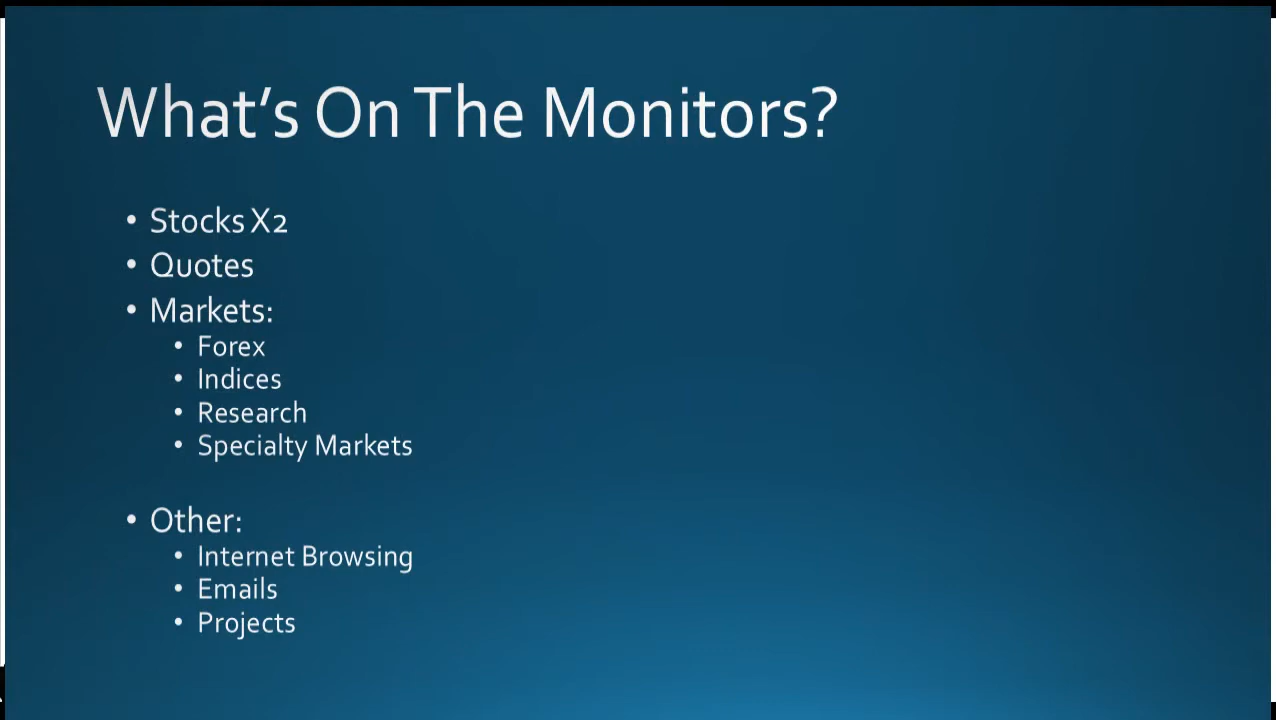 What's On The Monitors?
• Stocks X2
• Quotes
• Markets:
• Forex
• Indices
• Research
• Specialty Markets
• Other:
• Internet Browsing
• Emails
• Projects